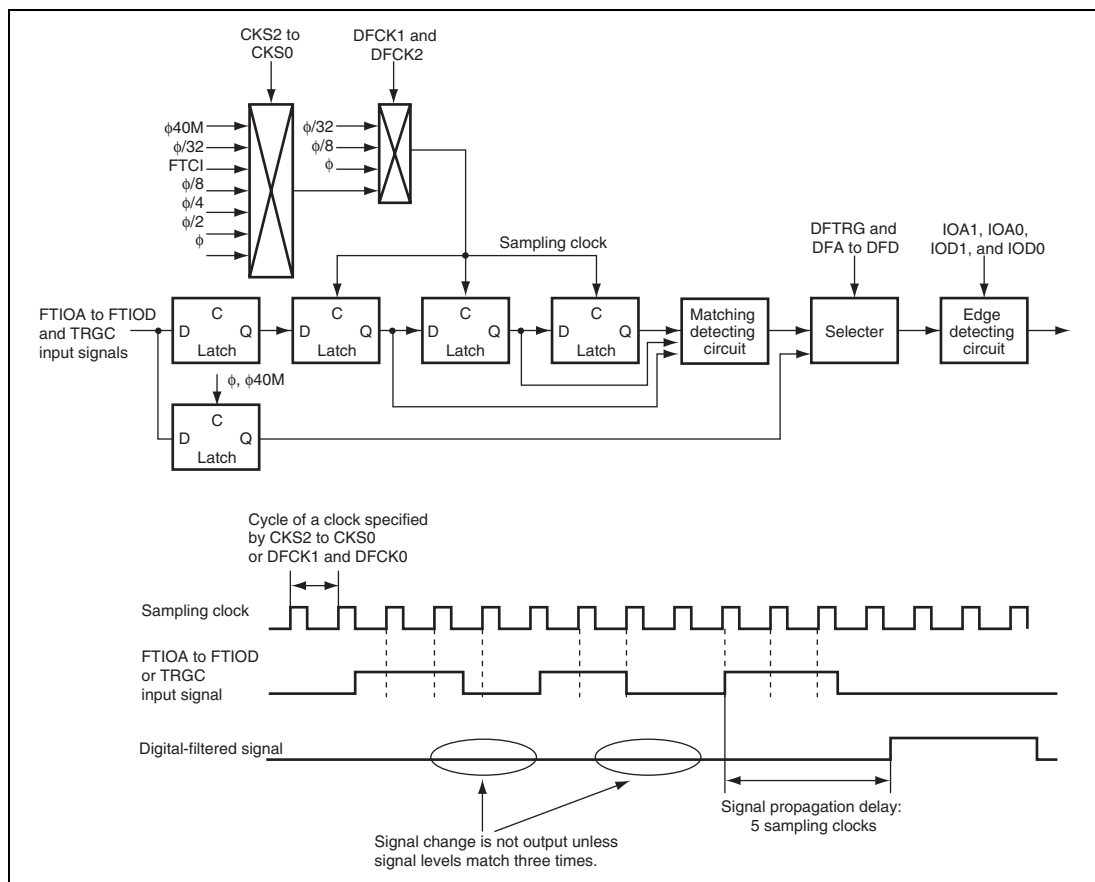 CKS2 to
CKS0
DFCK1 and
DFCK2
ϕ40M
ϕ/32
FTCI
ϕ/8
ϕ/4
ϕ/2
ϕ
ϕ/32
ϕ/8
ϕ
Sampling clock
DFTRG and
DFA to DFD
IOA1, IOA0,
IOD1, and IOD0
FTIOA to FTIOD
and TRGC
input signals
C
D Q
Latch
C
D Q
Latch
C
D Q
Latch
C
D Q
Latch
Matching
detecting
circuit
Selecter
Edge
detecting
circuit
ϕ, ϕ40M
C
D Q
Latch
Cycle of a clock specified
by CKS2 to CKS0
or DFCK1 and DFCK0
Sampling clock
FTIOA to FTIOD
or TRGC
input signal
Digital-filtered signal
Signal change is not output unless
signal levels match three times.
Signal propagation delay:
5 sampling clocks